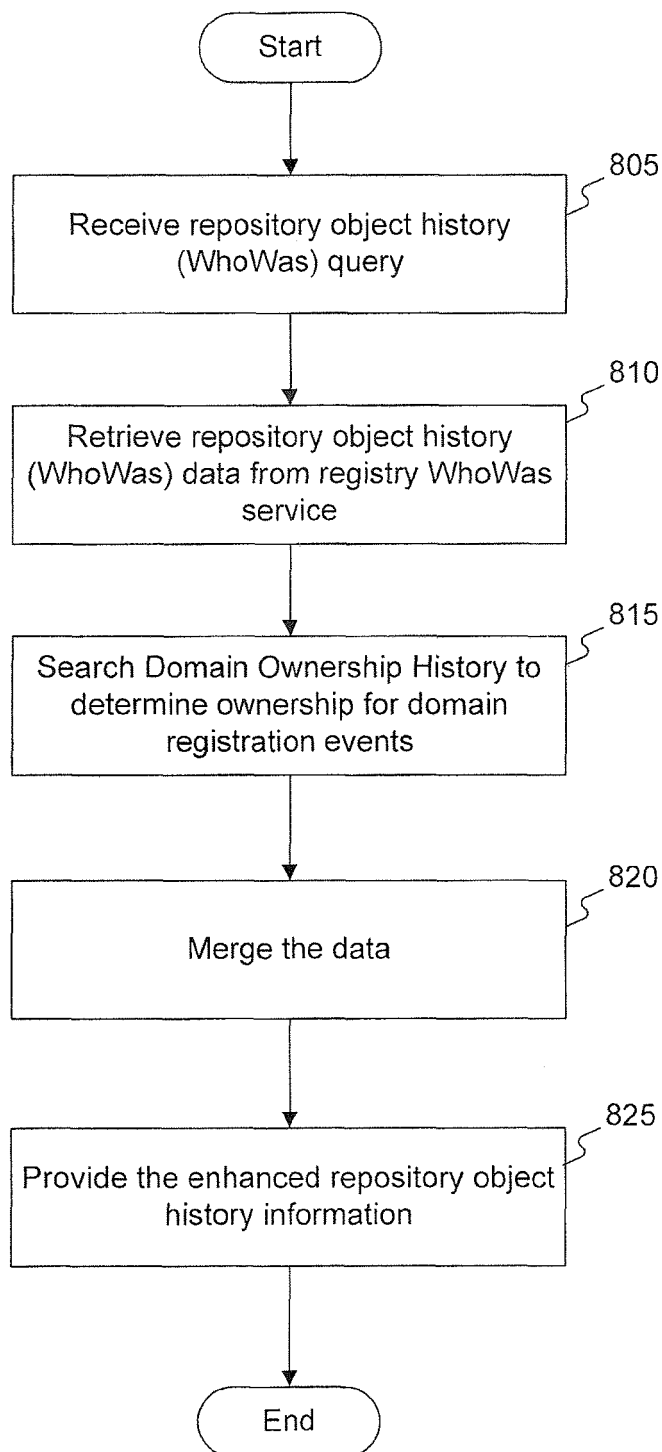 Start
805
Receive repository object history
(WhoWas) query
810
Retrieve repository object history
(WhoWas) data from registry WhoWas
service
815
Search Domain Ownership History to
determine ownership for domain
registration events
820
Merge the data
825
Provide the enhanced repository object
history information
End